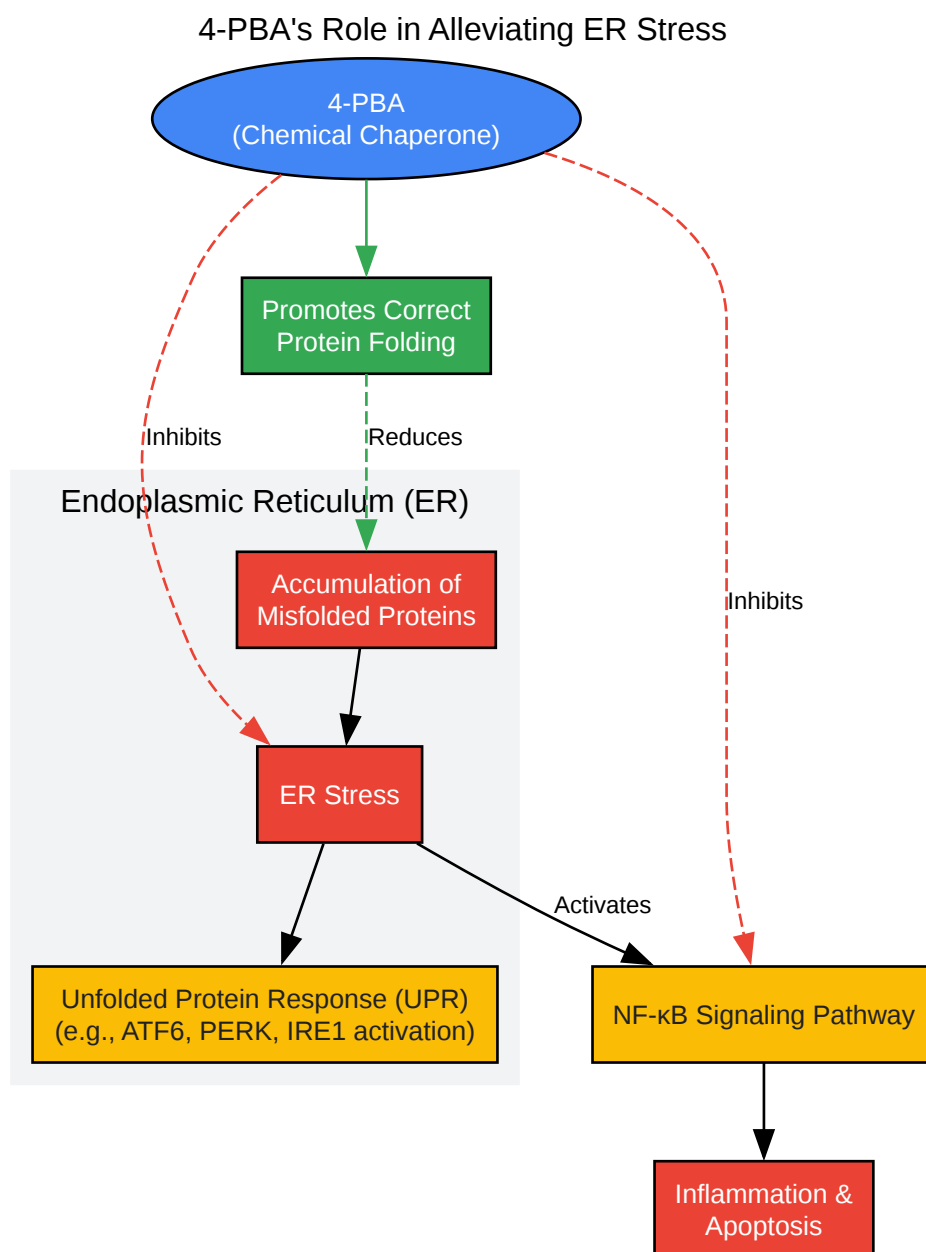 4-PBA's Role in Alleviating ER Stress
4-PBA
(Chemical Chaperone)
Promotes Correct
Protein Folding
Inhibits
Reduces
Endoplasmic Reticulum (ER)
Accumulation of
Misfolded Proteins
Inhibits
ER Stress
Activates
Unfolded Protein Response (UPR)
(e.g., ATF6, PERK, IRE1 activation)
NF-κB Signaling Pathway
Inflammation &
Apoptosis